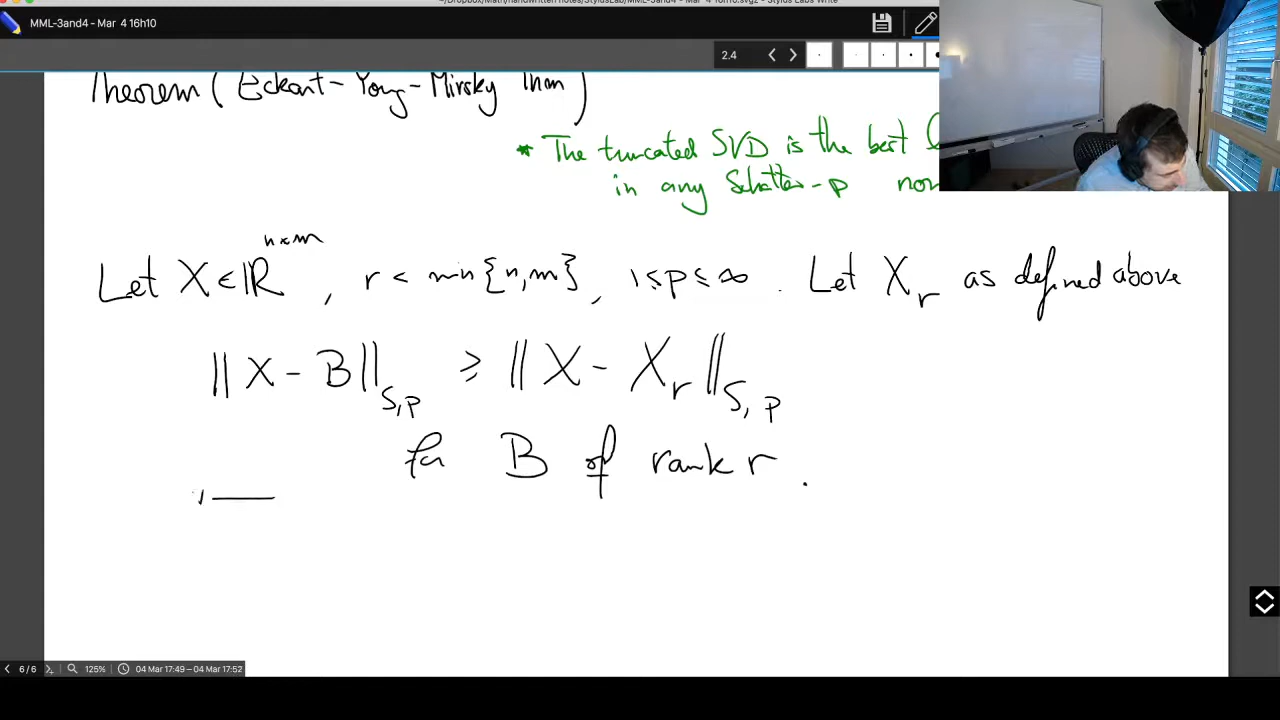 MML-3and4 - Mar 4 16h10
2.4
Theorem (Eckart-Young-Mirsky Thm)
* The truncated SVD is the best
in any Schatten-p
Let X ∈ ℝ^{n×m}, r < min{n,m}, 1 ≤ p ≤ ∞. Let X_r as defined above
||X - B||_{S,p} ≥ ||X - X_r||_{S,p}
for B of rank r.
6/6 125% 04 Mar 17:49 – 04 Mar 17:52